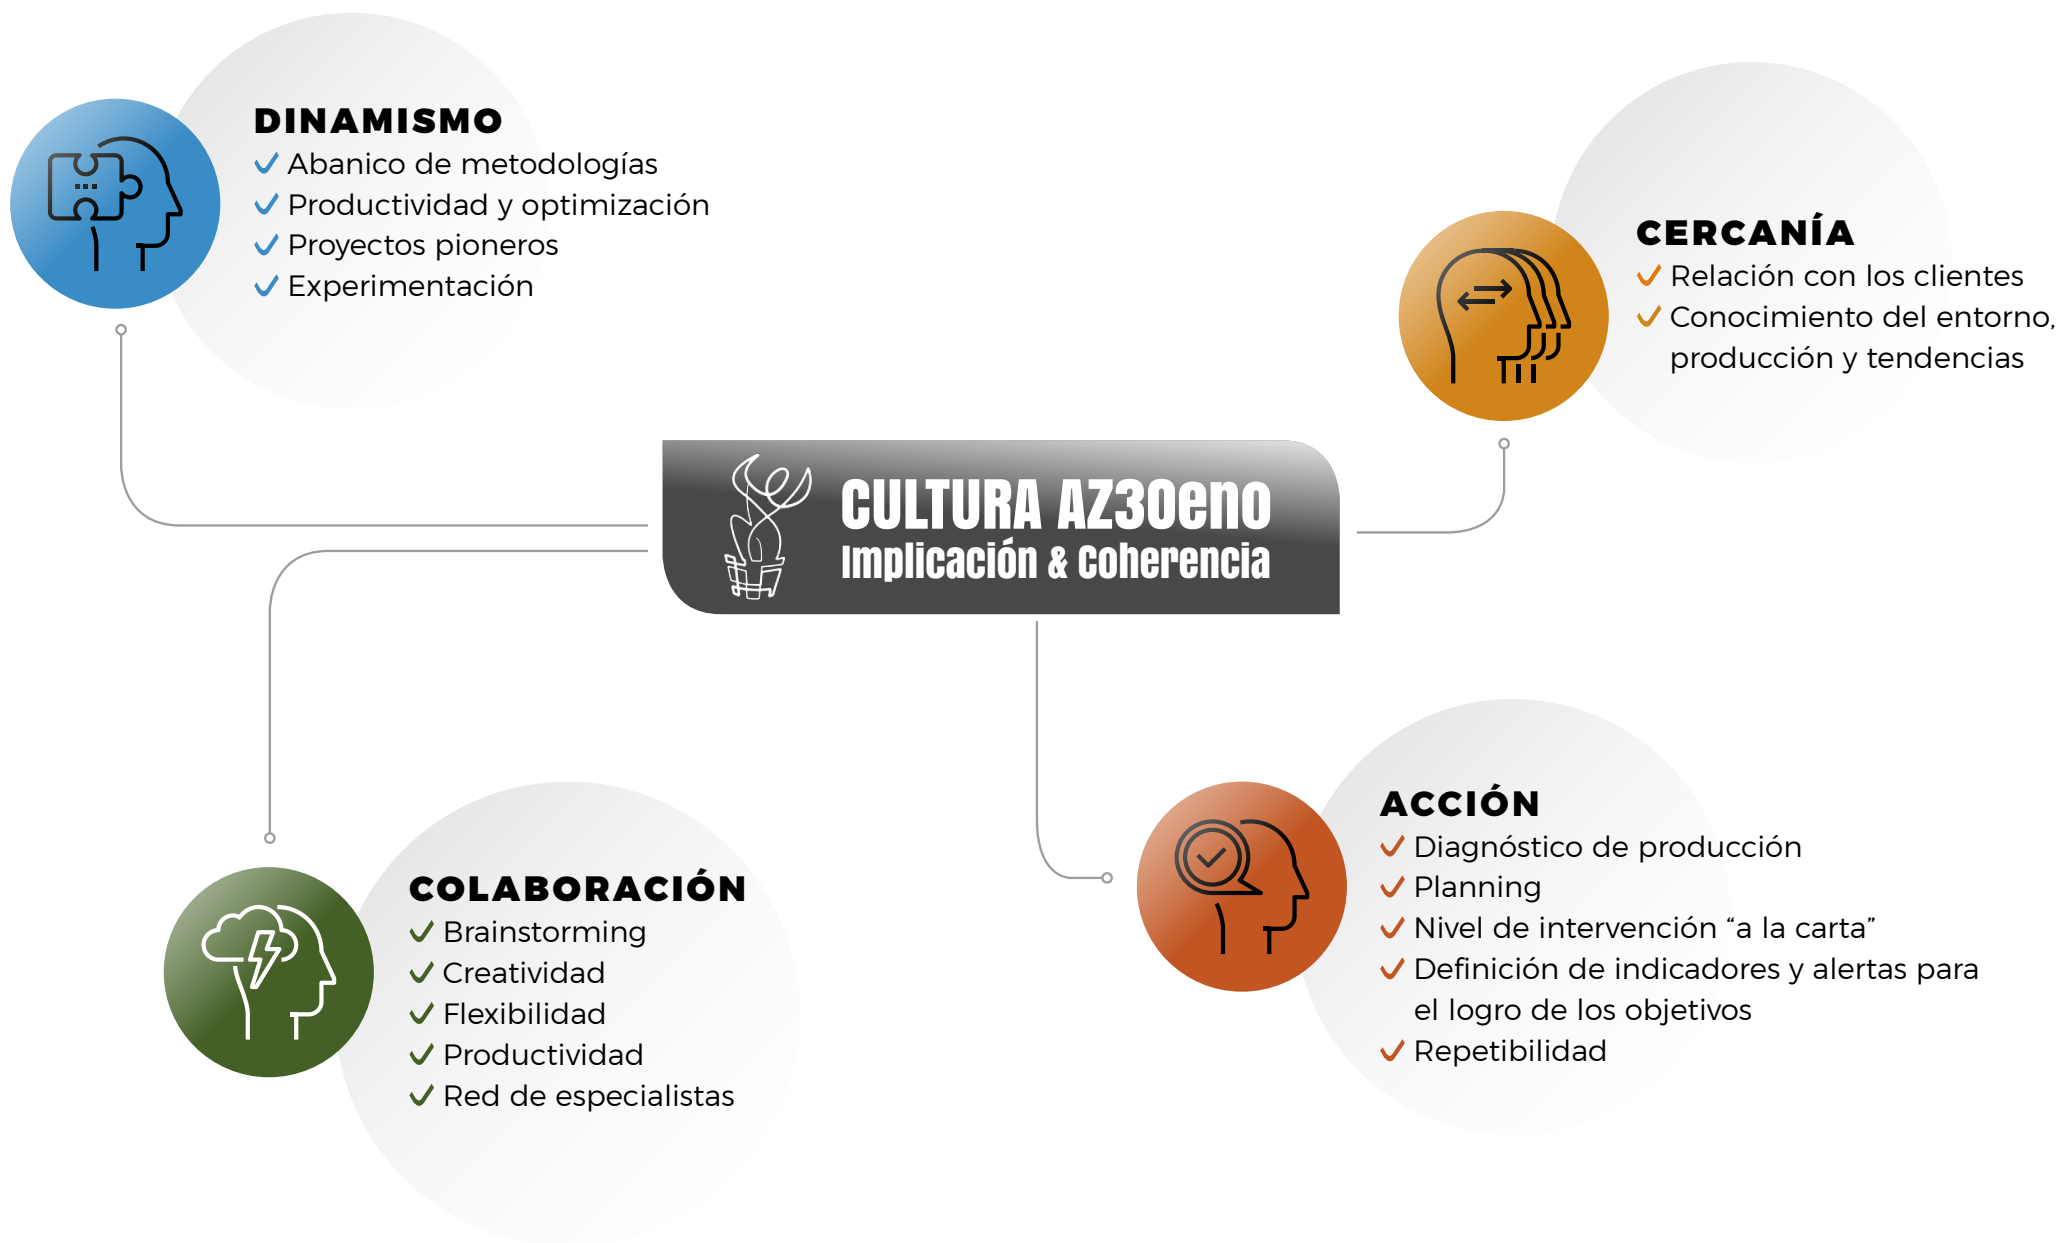 DINAMISMO
Abanico de metodologías
Productividad y optimización
Proyectos pioneros
Experimentación
CERCANÍA
Relación con los clientes
Conocimiento del entorno,
producción y tendencias
CULTURA AZ3Oeno
Implicación & Coherencia
COLABORACIÓN
Brainstorming
Creatividad
Flexibilidad
Productividad
Red de especialistas
ACCIÓN
Diagnóstico de producción
Planning
Nivel de intervención “a la carta”
Definición de indicadores y alertas para
el logro de los objetivos
Repetibilidad